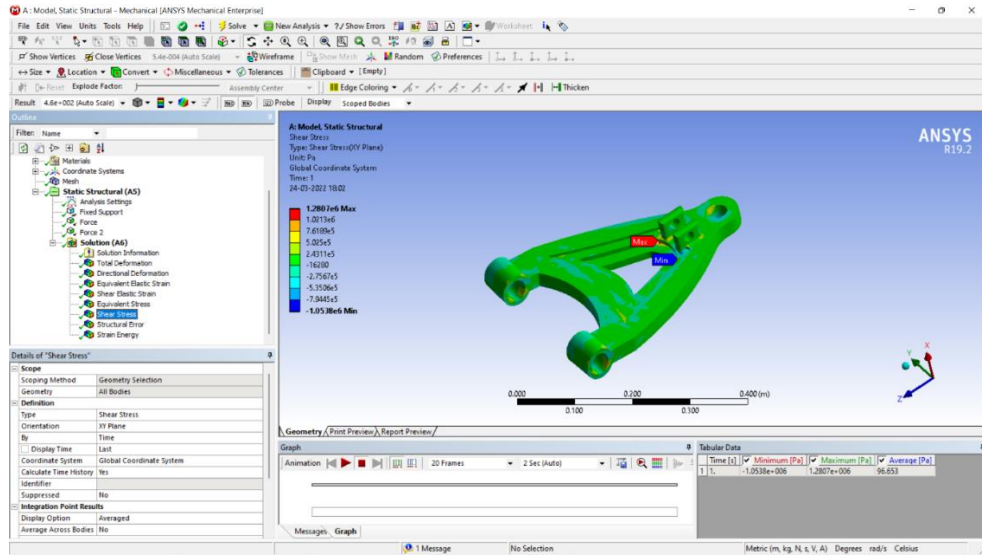 A : Model, Static Structural - Mechanical [ANSYS Mechanical Enterprise]
File Edit View Units Tools Help Solve New Analysis ?/ Show Errors Worksheet
Show Vertices Close Vertices 5.4e-004 (Auto Scale) Wireframe Show Mesh Random Preferences
Size Location Convert Miscellaneous Tolerances Clipboard [Empty]
Reset Explode Factor: Assembly Center Edge Coloring Thicken
Result 4.6e+002 (Auto Scale) Probe Display Scoped Bodies
Outline
Filter: Name
Materials
Coordinate Systems
Mesh
Static Structural (A5)
Analysis Settings
Fixed Support
Force
Force 2
Solution (A6)
Solution Information
Total Deformation
Directional Deformation
Equivalent Elastic Strain
Shear Elastic Strain
Equivalent Stress
Shear Stress
Structural Error
Strain Energy
Details of "Shear Stress"
Scope
Scoping Method Geometry Selection
Geometry All Bodies
Definition
Type Shear Stress
Orientation XY Plane
By Time
Display Time Last
Coordinate System Global Coordinate System
Calculate Time History Yes
Identifier
Suppressed No
Integration Point Results
Display Option Averaged
Average Across Bodies No
A: Model, Static Structural
Shear Stress
Type: Shear Stress(XY Plane)
Unit: Pa
Global Coordinate System
Time: 1
24-03-2022 18:02
1.2807e6 Max
1.0213e6
7.6189e5
5.025e5
2.4311e5
-16280
-2.7567e5
-5.3506e5
-7.9445e5
-1.0538e6 Min
ANSYS
R19.2
Max
Min
0.000 0.200 0.400 (m)
0.100 0.300
X
Y
Z
Geometry Print Preview Report Preview
Graph
Animation 20 Frames 2 Sec (Auto)
Messages Graph
Tabular Data
Time [s] Minimum [Pa] Maximum [Pa] Average [Pa]
1 1. -1.0538e+006 1.2807e+006 96.653
1 Message No Selection Metric (m, kg, N, s, V, A) Degrees rad/s Celsius